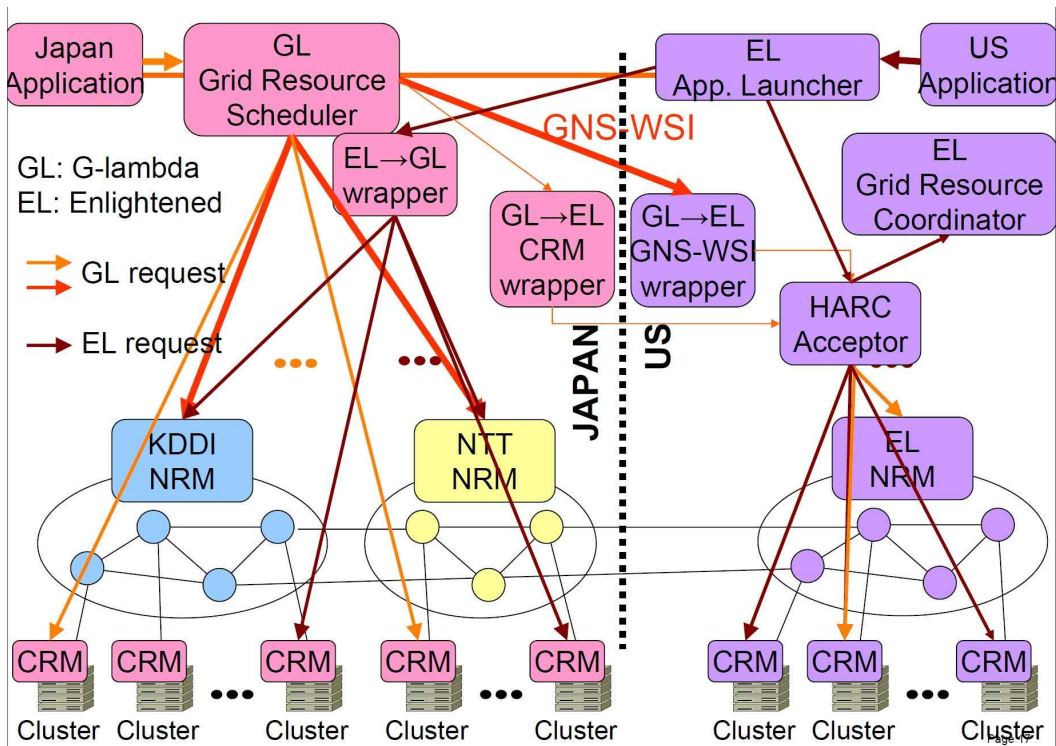 Japan
Application
GL
Grid Resource
Scheduler
EL
App. Launcher
US
Application
GNS-WSI
GL: G-lambda
EL: Enlightened
EL→GL
wrapper
EL
Grid Resource
Coordinator
GL→EL
CRM
wrapper
GL→EL
GNS-WSI
wrapper
GL request
EL request
HARC
Acceptor
JAPAN
US
KDDI
NRM
NTT
NRM
EL
NRM
CRM
CRM
CRM
CRM
CRM
CRM
CRM
CRM
Cluster
Cluster
Cluster
Cluster
Cluster
Cluster
Cluster
Cluster
Page 17